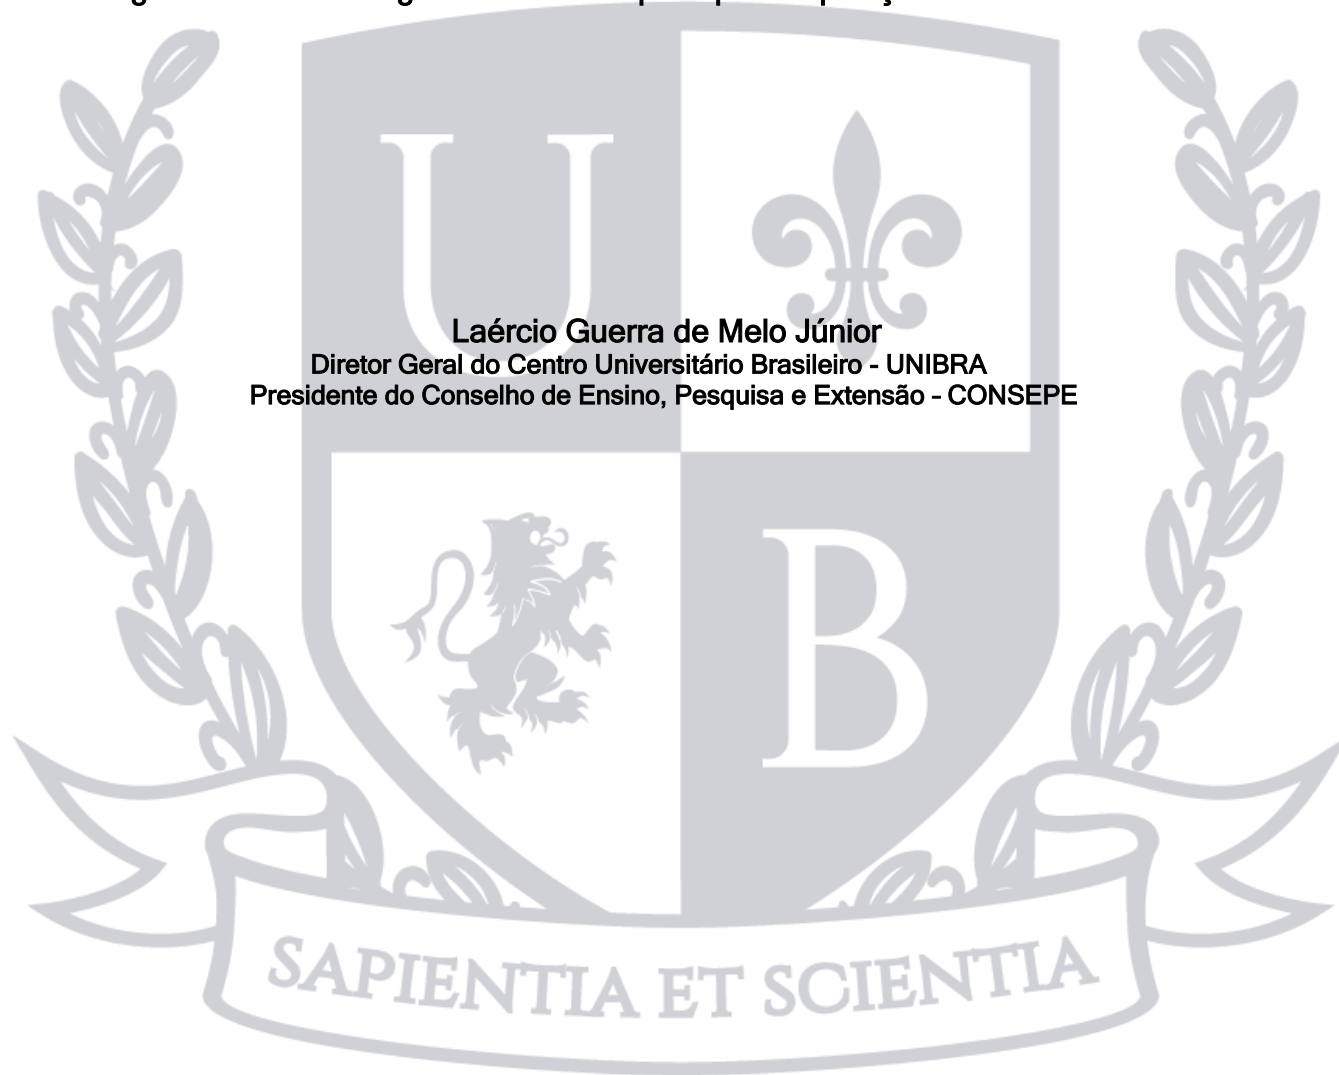 Laércio Guerra de Melo Júnior
Diretor Geral do Centro Universitário Brasileiro - UNIBRA
Presidente do Conselho de Ensino, Pesquisa e Extensão - CONSEPE
U
B
SAPIENTIA ET SCIENTIA